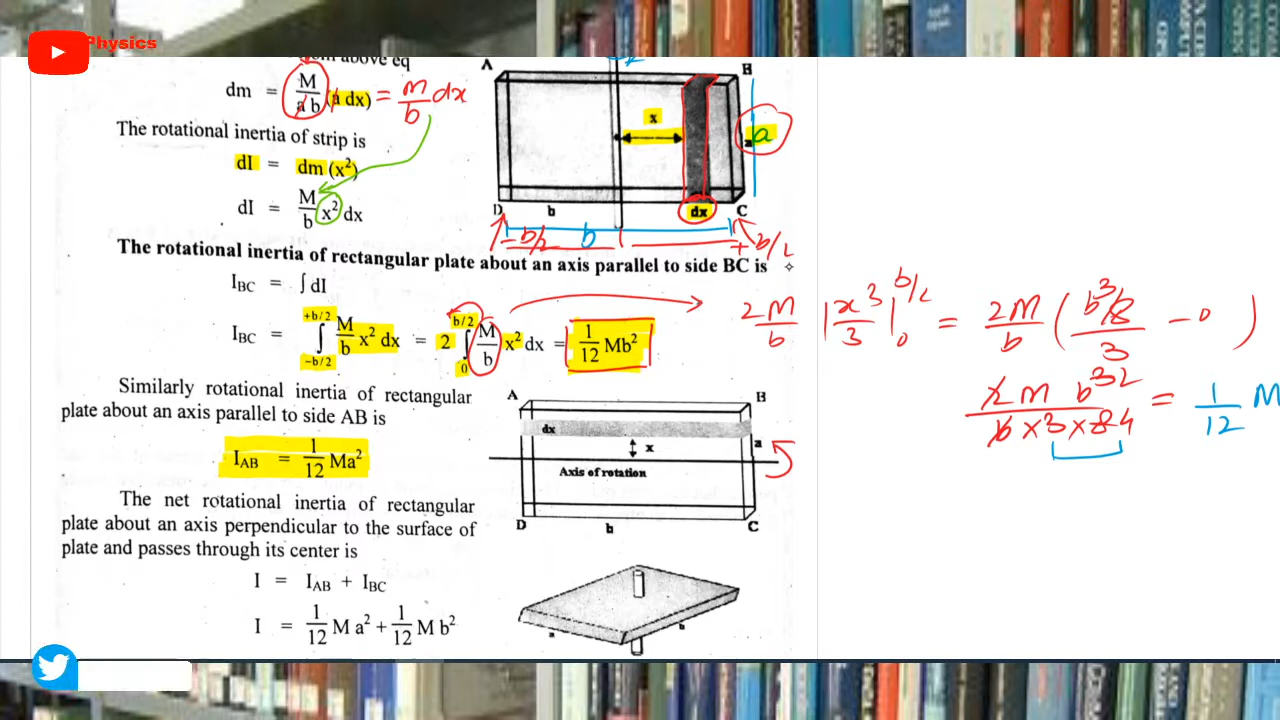 Physics
above eq
dm = M/ab (a dx) = m/b dx
The rotational inertia of strip is
dI = dm (x²)
dI = M/b x² dx
A B
x
a
D b dx C
-b/2 b +b/2
The rotational inertia of rectangular plate about an axis parallel to side BC is
I_BC = ∫ dI
I_BC = ∫_{-b/2}^{+b/2} M/b x² dx = 2 ∫_0^{b/2} M/b x² dx = 1/12 Mb²
2M/b |x³/3|_0^{b/2} = 2M/b (b³/8/3 - 0)
2 M b³/b×3×8 4 = 1/12 M
Similarly rotational inertia of rectangular
plate about an axis parallel to side AB is
I_AB = 1/12 Ma²
A B
dx
x a
Axis of rotation
D b C
The net rotational inertia of rectangular
plate about an axis perpendicular to the surface of
plate and passes through its center is
I = I_AB + I_BC
I = 1/12 M a² + 1/12 M b²
a b